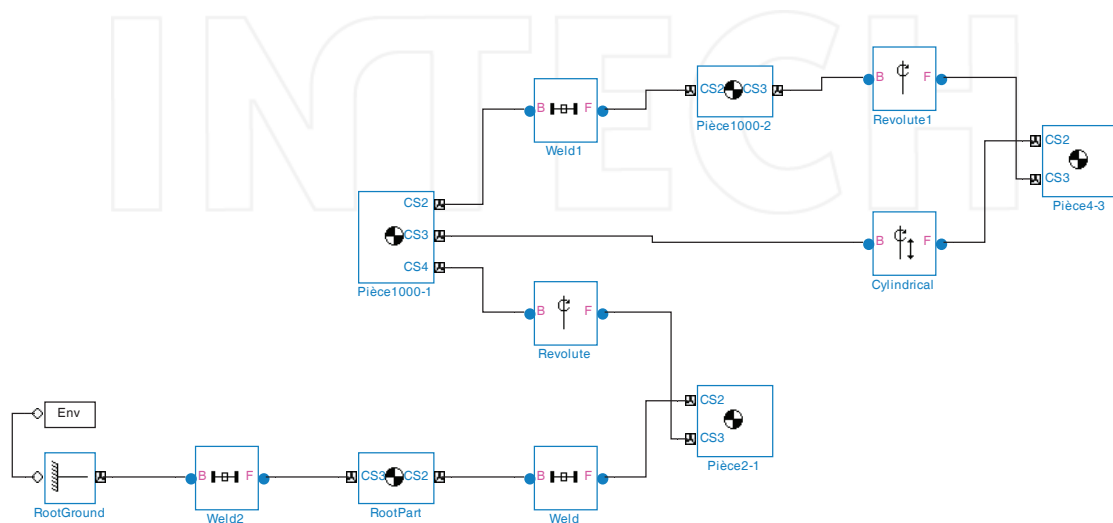 INTECH
B F
Weld1
CS2 CS3
Pièce1000-2
B F
Revolute1
CS2
CS3
Pièce4-3
CS2
CS3
CS4
Pièce1000-1
B F
Cylindrical
B F
Revolute
CS2
CS3
Pièce2-1
Env
RootGround
B F
Weld2
CS3 CS2
RootPart
B F
Weld